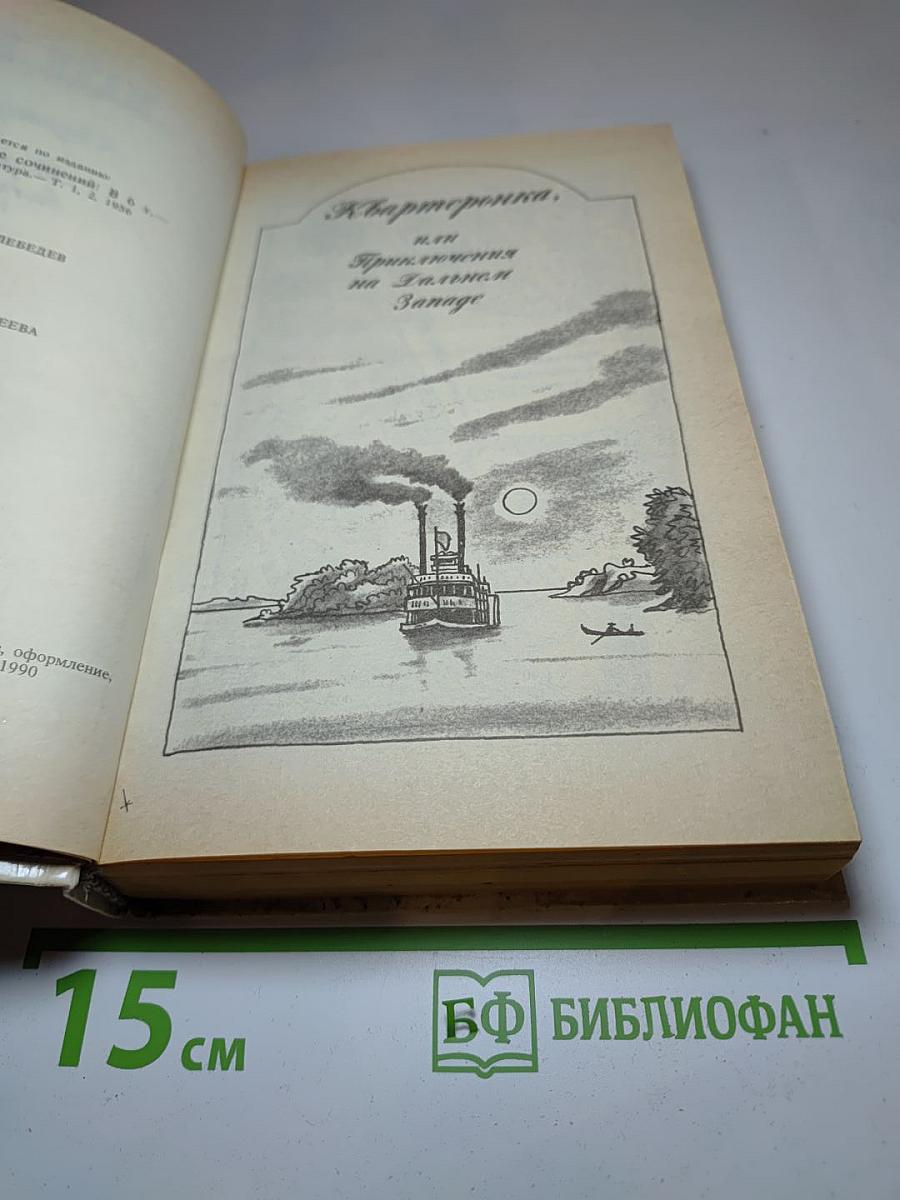 ется по изданию:
е сочинений: В 6 т.—
тура.— Т. 1, 2, 1956
ЛЕБЕДЕВ
ЕЕВА
, оформление,
1990
Квартеронка,
или
Приключения
на Дальнем
Западе
15 см
БФ БИБЛИОФАН